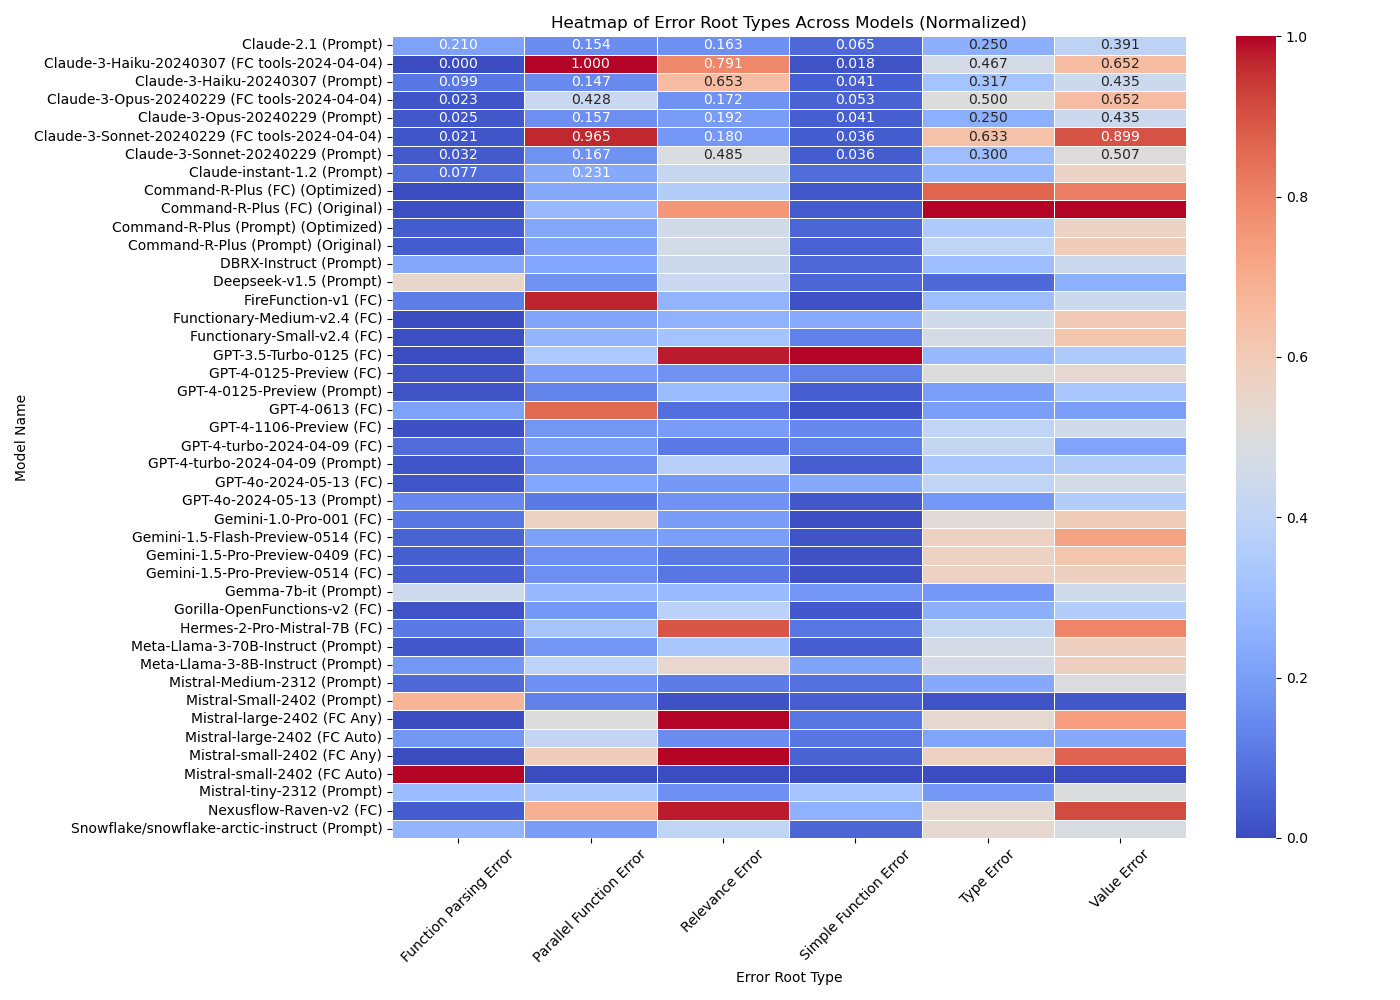 Heatmap of Error Root Types Across Models (Normalized)
Claude-2.1 (Prompt) 0.210 0.154 0.163 0.065 0.250 0.391
Claude-3-Haiku-20240307 (FC tools-2024-04-04) 0.000 1.000 0.791 0.018 0.467 0.652
Claude-3-Haiku-20240307 (Prompt) 0.099 0.147 0.653 0.041 0.317 0.435
Claude-3-Opus-20240229 (FC tools-2024-04-04) 0.023 0.428 0.172 0.053 0.500 0.652
Claude-3-Opus-20240229 (Prompt) 0.025 0.157 0.192 0.041 0.250 0.435
Claude-3-Sonnet-20240229 (FC tools-2024-04-04) 0.021 0.965 0.180 0.036 0.633 0.899
Claude-3-Sonnet-20240229 (Prompt) 0.032 0.167 0.485 0.036 0.300 0.507
Claude-instant-1.2 (Prompt) 0.077 0.231
Command-R-Plus (FC) (Optimized)
Command-R-Plus (FC) (Original)
Command-R-Plus (Prompt) (Optimized)
Command-R-Plus (Prompt) (Original)
DBRX-Instruct (Prompt)
Deepseek-v1.5 (Prompt)
FireFunction-v1 (FC)
Functionary-Medium-v2.4 (FC)
Functionary-Small-v2.4 (FC)
GPT-3.5-Turbo-0125 (FC)
GPT-4-0125-Preview (FC)
GPT-4-0125-Preview (Prompt)
GPT-4-0613 (FC)
GPT-4-1106-Preview (FC)
GPT-4-turbo-2024-04-09 (FC)
GPT-4-turbo-2024-04-09 (Prompt)
GPT-4o-2024-05-13 (FC)
GPT-4o-2024-05-13 (Prompt)
Gemini-1.0-Pro-001 (FC)
Gemini-1.5-Flash-Preview-0514 (FC)
Gemini-1.5-Pro-Preview-0409 (FC)
Gemini-1.5-Pro-Preview-0514 (FC)
Gemma-7b-it (Prompt)
Gorilla-OpenFunctions-v2 (FC)
Hermes-2-Pro-Mistral-7B (FC)
Meta-Llama-3-70B-Instruct (Prompt)
Meta-Llama-3-8B-Instruct (Prompt)
Mistral-Medium-2312 (Prompt)
Mistral-Small-2402 (Prompt)
Mistral-large-2402 (FC Any)
Mistral-large-2402 (FC Auto)
Mistral-small-2402 (FC Any)
Mistral-small-2402 (FC Auto)
Mistral-tiny-2312 (Prompt)
Nexusflow-Raven-v2 (FC)
Snowflake/snowflake-arctic-instruct (Prompt)
Model Name
Function Parsing Error
Parallel Function Error
Relevance Error
Simple Function Error
Type Error
Value Error
Error Root Type
1.0
0.8
0.6
0.4
0.2
0.0